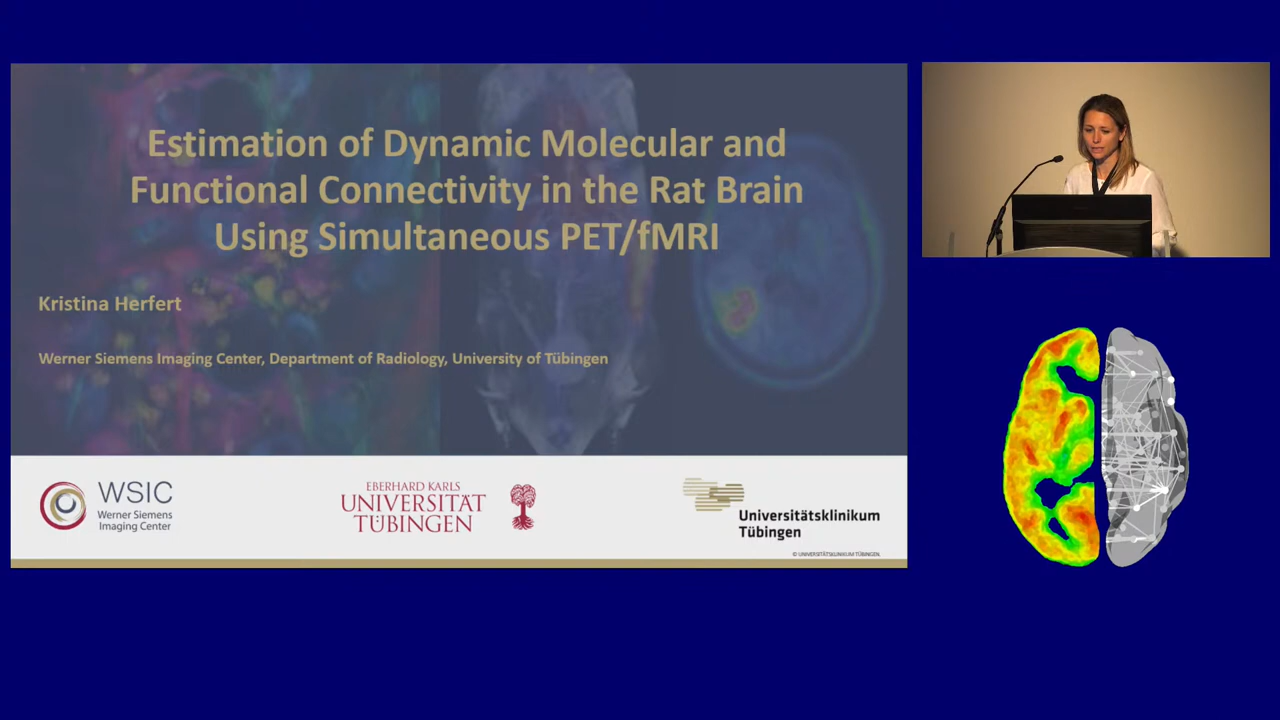 Estimation of Dynamic Molecular and
Functional Connectivity in the Rat Brain
Using Simultaneous PET/fMRI
Kristina Herfert
Werner Siemens Imaging Center, Department of Radiology, University of Tübingen
WSIC
Werner Siemens
Imaging Center
EBERHARD KARLS
UNIVERSITÄT
TÜBINGEN
Universitätsklinikum
Tübingen
© UNIVERSITÄTSKLINIKUM TÜBINGEN.